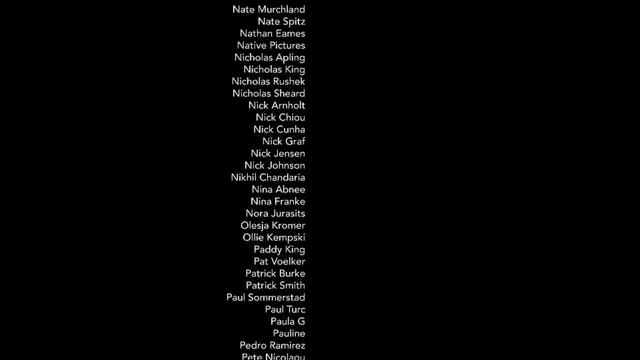 Nate Murchland
Nate Spitz
Nathan Eames
Native Pictures
Nicholas Apling
Nicholas King
Nicholas Rushek
Nicholas Sheard
Nick Arnholt
Nick Chiou
Nick Cunha
Nick Graf
Nick Jensen
Nick Johnson
Nikhil Chandaria
Nina Abnee
Nina Franke
Nora Jurasits
Olesja Kromer
Ollie Kempski
Paddy King
Pat Voelker
Patrick Burke
Patrick Smith
Paul Sommerstad
Paul Turc
Paula G
Pauline
Pedro Ramirez
Pete Nicolaou